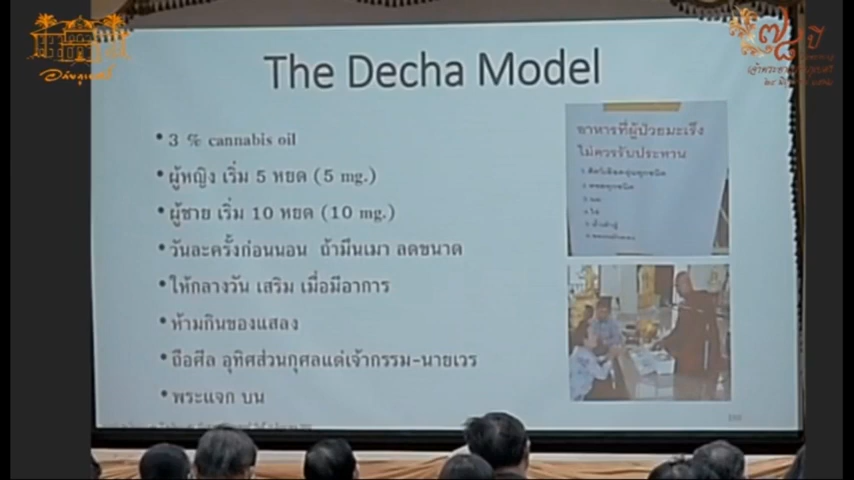 The Decha Model
• 3 % cannabis oil
• ผู้หญิง เริ่ม 5 หยด (5 mg.)
• ผู้ชาย เริ่ม 10 หยด (10 mg.)
• วันละครั้งก่อนนอน ถ้ามึนเมา ลดขนาด
• ให้กลางวัน เสริม เมื่อมีอาการ
• ห้ามกินของแสลง
• ถือศีล อุทิศส่วนกุศลแด่เจ้ากรรม-นายเวร
• พระแจก บน
อาหารที่ผู้ป่วยมะเร็ง
ไม่ควรรับประทาน